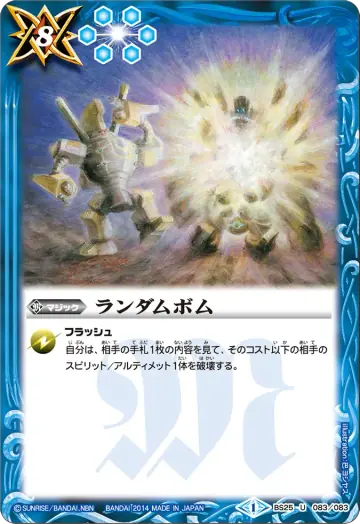 8
マジック ランダムボム
フラッシュ
自分は、相手の手札1枚の内容を見て、そのコスト以下の相手の
スピリット/アルティメット1体を破壊する。
©SUNRISE/BANDAI,NBN BANDAI 2014 MADE IN JAPAN 1 BS25 U 083/083